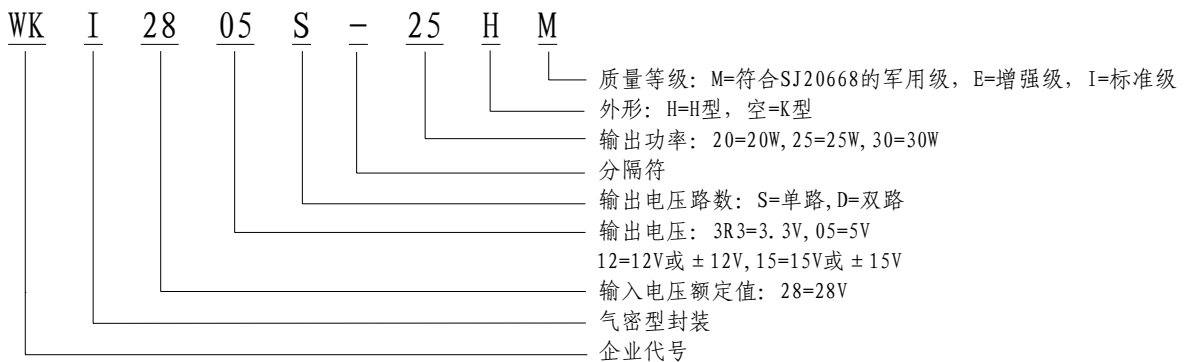 WK I 28 05 S - 25 H M
质量等级：M=符合SJ20668的军用级，E=增强级，I=标准级
外形：H=H型，空=K型
输出功率：20=20W,25=25W,30=30W
分隔符
输出电压路数：S=单路,D=双路
输出电压：3R3=3.3V,05=5V
12=12V或±12V,15=15V或±15V
输入电压额定值：28=28V
气密型封装
企业代号